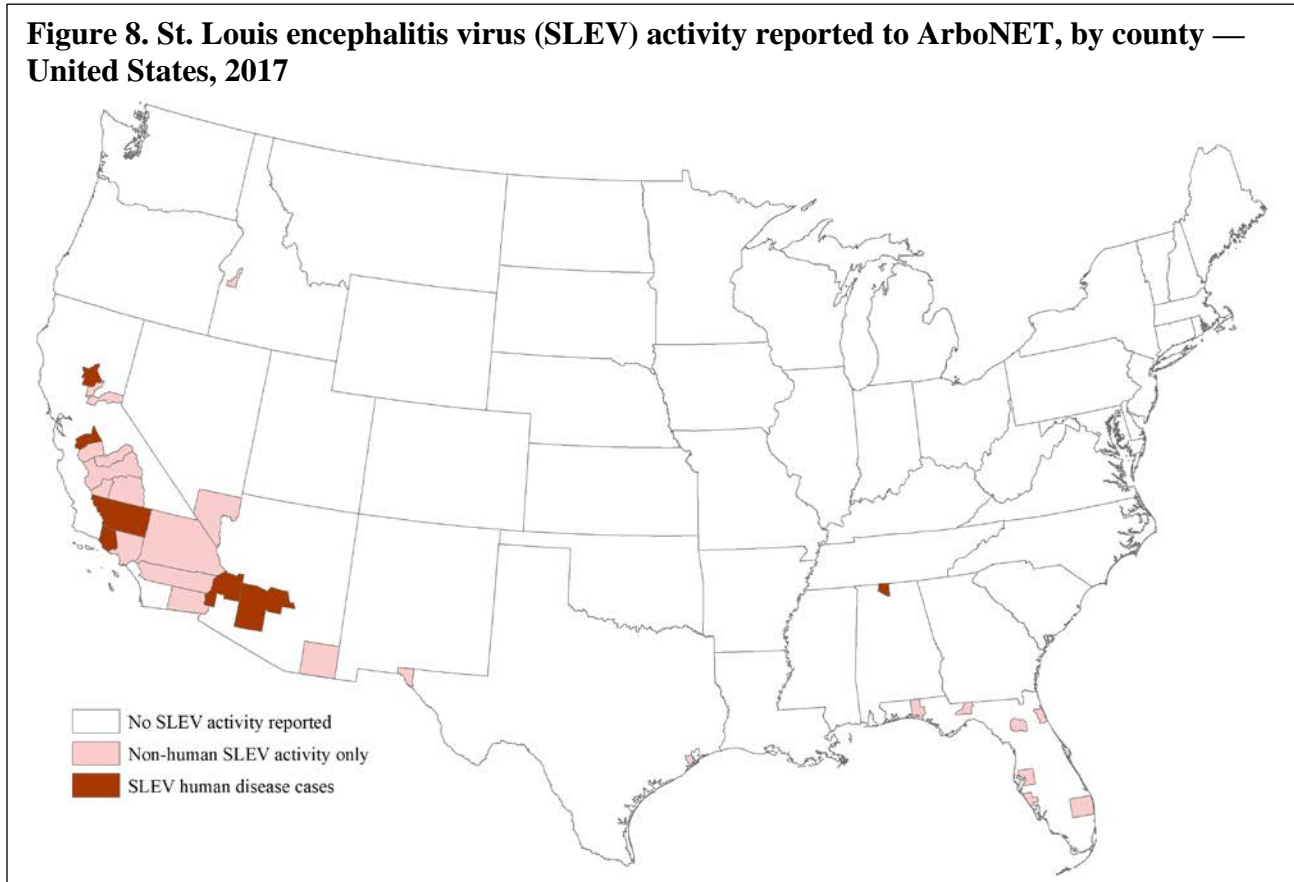 Figure 8. St. Louis encephalitis virus (SLEV) activity reported to ArboNET, by county —
United States, 2017
No SLEV activity reported
Non-human SLEV activity only
SLEV human disease cases